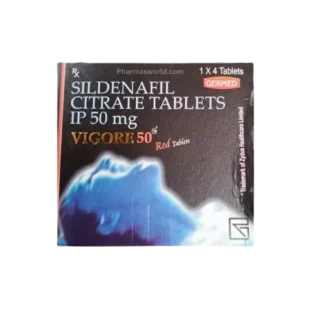 Pharmasworld.com
Rx
1 X 4 Tablets
SILDENAFIL
GERMED
CITRATE TABLETS
IP 50 mg
VIGORE 50®
Red Tablets
* Trademark of Zydus Healthcare Limited